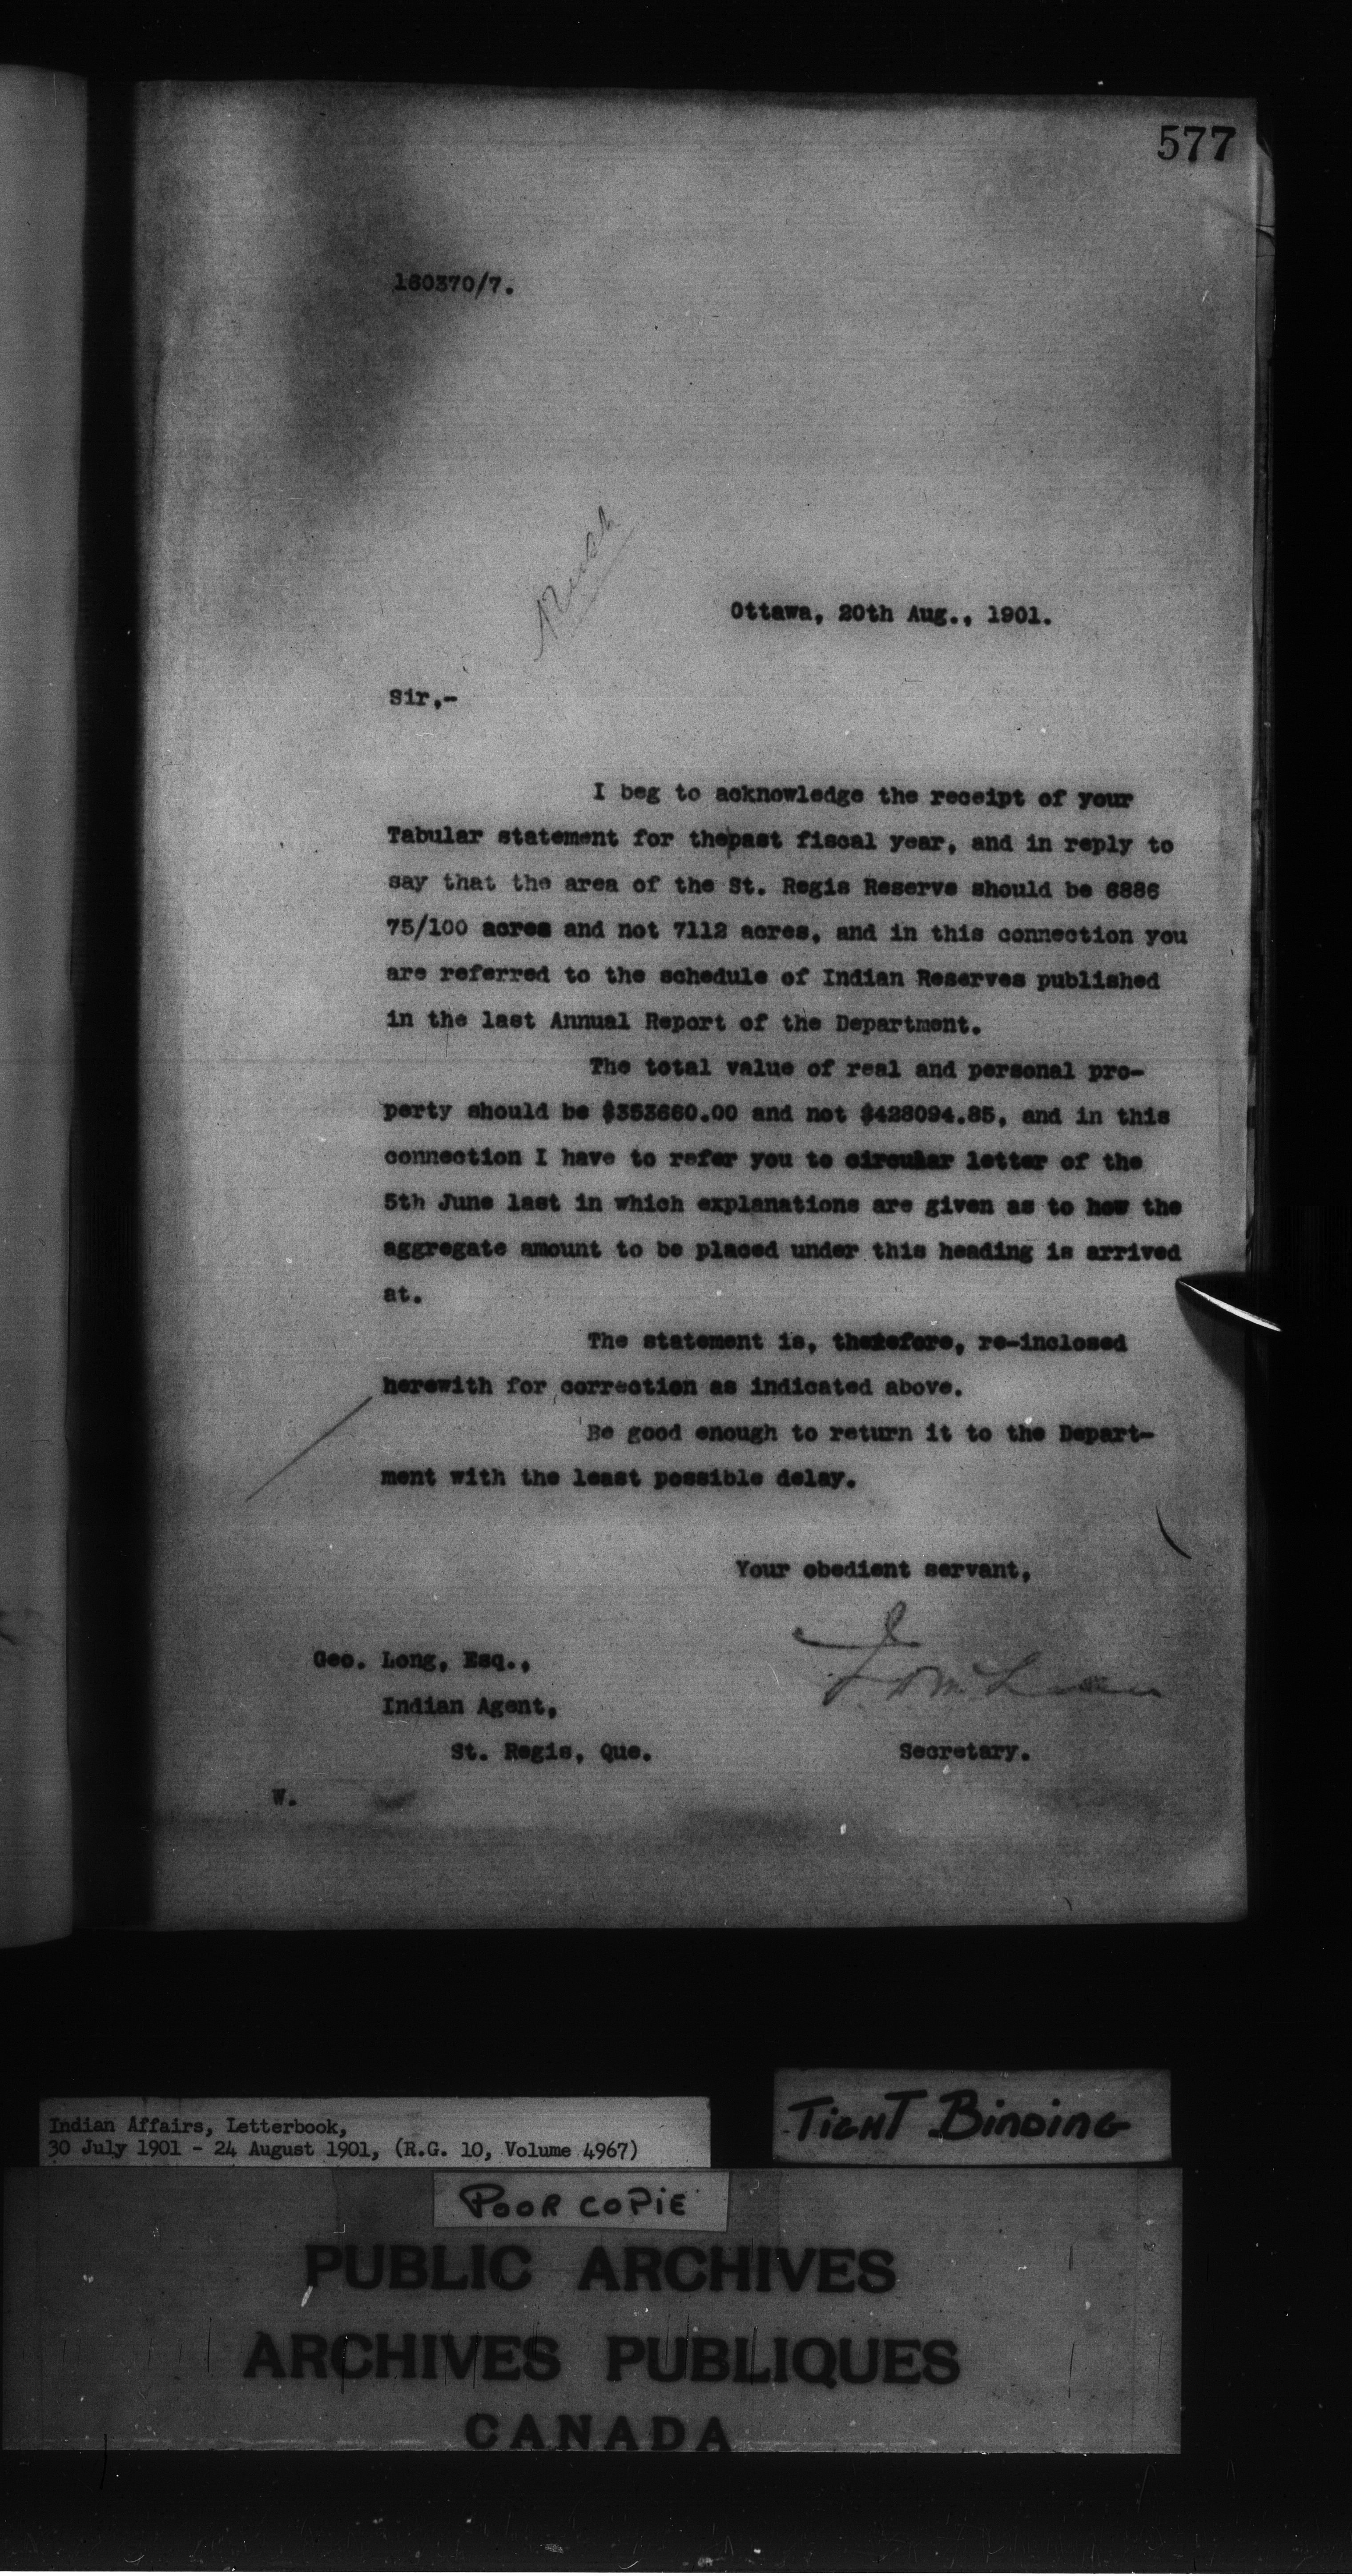 577
160370/7.
Ottawa, 20th Aug., 1901.
Sir,-
I beg to acknowledge the receipt of your
Tabular statement for thepast fiscal year, and in reply to
say that the area of the St. Regis Reserve should be 6886
75/100 acres and not 7112 acres, and in this connection you
are referred to the schedule of Indian Reserves published
in the last Annual Report of the Department.
The total value of real and personal pro-
perty should be $353660.00 and not $428094.85, and in this
connection I have to refer you to circular letter of the
5th June last in which explanations are given as to how the
aggregate amount to be placed under this heading is arrived
at.
The statement is, therefore, re-inclosed
herewith for correction as indicated above.
Be good enough to return it to the Depart-
ment with the least possible delay.
Your obedient servant,
Geo. Long, Esq.,
Indian Agent,
St. Regis, Que.
Secretary.
W.
Indian Affairs, Letterbook,
30 July 1901 - 24 August 1901, (R.G. 10, Volume 4967)
TIGHT BINDING
POOR COPIE
PUBLIC ARCHIVES
ARCHIVES PUBLIQUES
CANADA